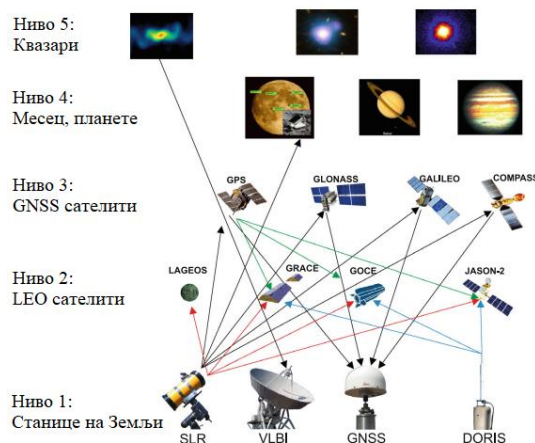 Ниво 5:
Квазари
Ниво 4:
Месец, планете
Ниво 3:
GNSS сателити
GPS
GLONASS
GALILEO
COMPASS
Ниво 2:
LEO сателити
LAGEOS
GRACE
GOCE
JASON-2
Ниво 1:
Станице на Земљи
SLR
VLBI
GNSS
DORIS